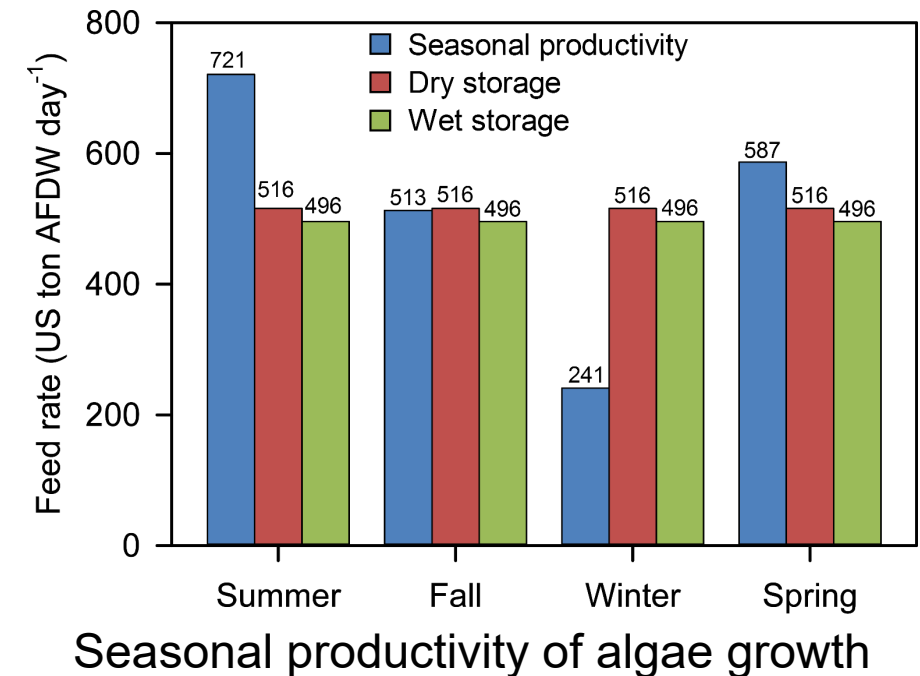 800
600
400
200
0
Feed rate (US ton AFDW day-1)
Seasonal productivity
Dry storage
Wet storage
721
516
496
513
516
496
241
516
496
587
516
496
Summer
Fall
Winter
Spring
Seasonal productivity of algae growth